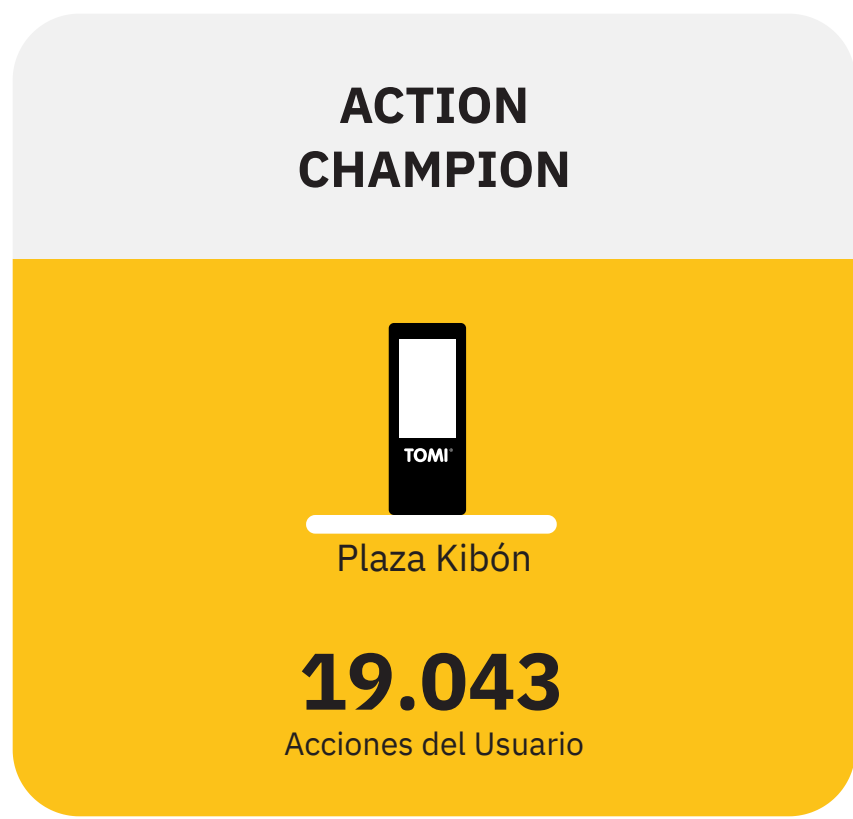 ACTION
CHAMPION
TOMI®
Plaza Kibón
19.043
Acciones del Usuario